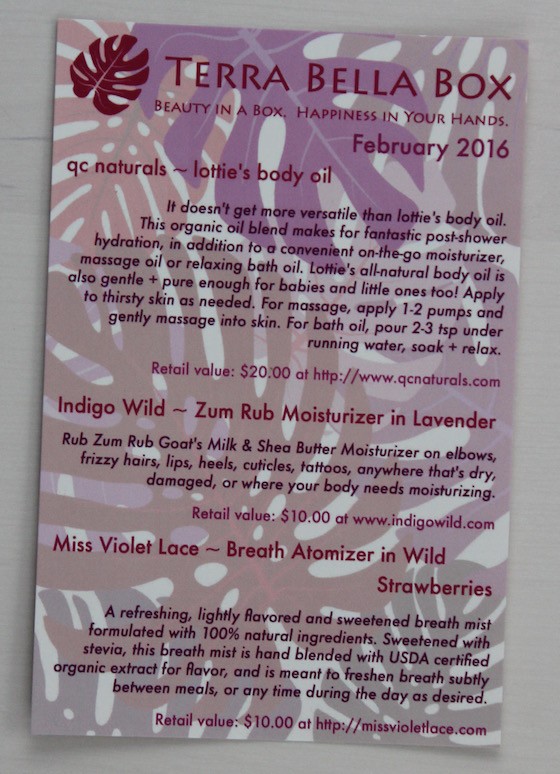 TERRA BELLA BOX
BEAUTY IN A BOX. HAPPINESS IN YOUR HANDS.
February 2016
qc naturals ~ lottie's body oil
It doesn't get more versatile than lottie's body oil.
This organic oil blend makes for fantastic post-shower
hydration, in addition to a convenient on-the-go moisturizer,
massage oil or relaxing bath oil. Lottie's all-natural body oil is
also gentle + pure enough for babies and little ones too! Apply
to thirsty skin as needed. For massage, apply 1-2 pumps and
gently massage into skin. For bath oil, pour 2-3 tsp under
running water, soak + relax.
Retail value: $20.00 at http://www.qcnaturals.com
Indigo Wild ~ Zum Rub Moisturizer in Lavender
Rub Zum Rub Goat's Milk & Shea Butter Moisturizer on elbows,
frizzy hairs, lips, heels, cuticles, tattoos, anywhere that's dry,
damaged, or where your body needs moisturizing.
Retail value: $10.00 at www.indigowild.com
Miss Violet Lace ~ Breath Atomizer in Wild
Strawberries
A refreshing, lightly flavored and sweetened breath mist
formulated with 100% natural ingredients. Sweetened with
stevia, this breath mist is hand blended with USDA certified
organic extract for flavor, and is meant to freshen breath subtly
between meals, or any time during the day as desired.
Retail value: $10.00 at http://missvioletlace.com